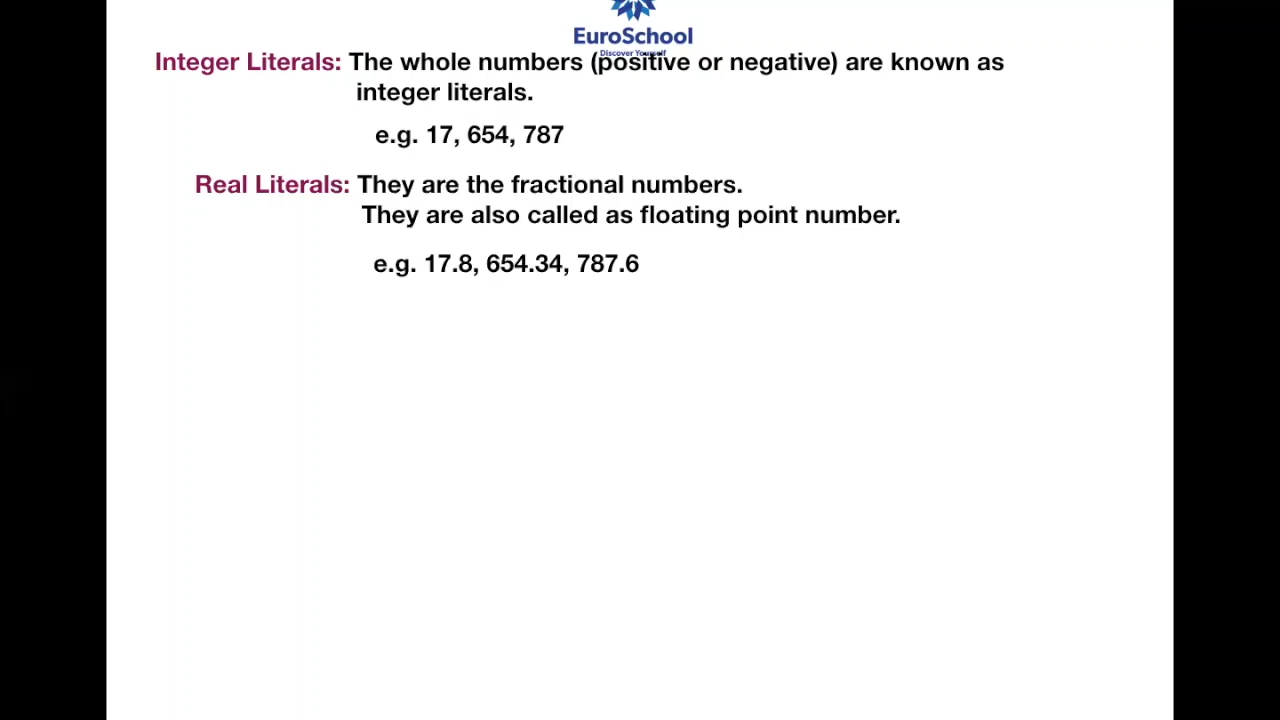 EuroSchool
Discover Yourself
Integer Literals: The whole numbers (positive or negative) are known as
integer literals.
e.g. 17, 654, 787
Real Literals: They are the fractional numbers.
They are also called as floating point number.
e.g. 17.8, 654.34, 787.6